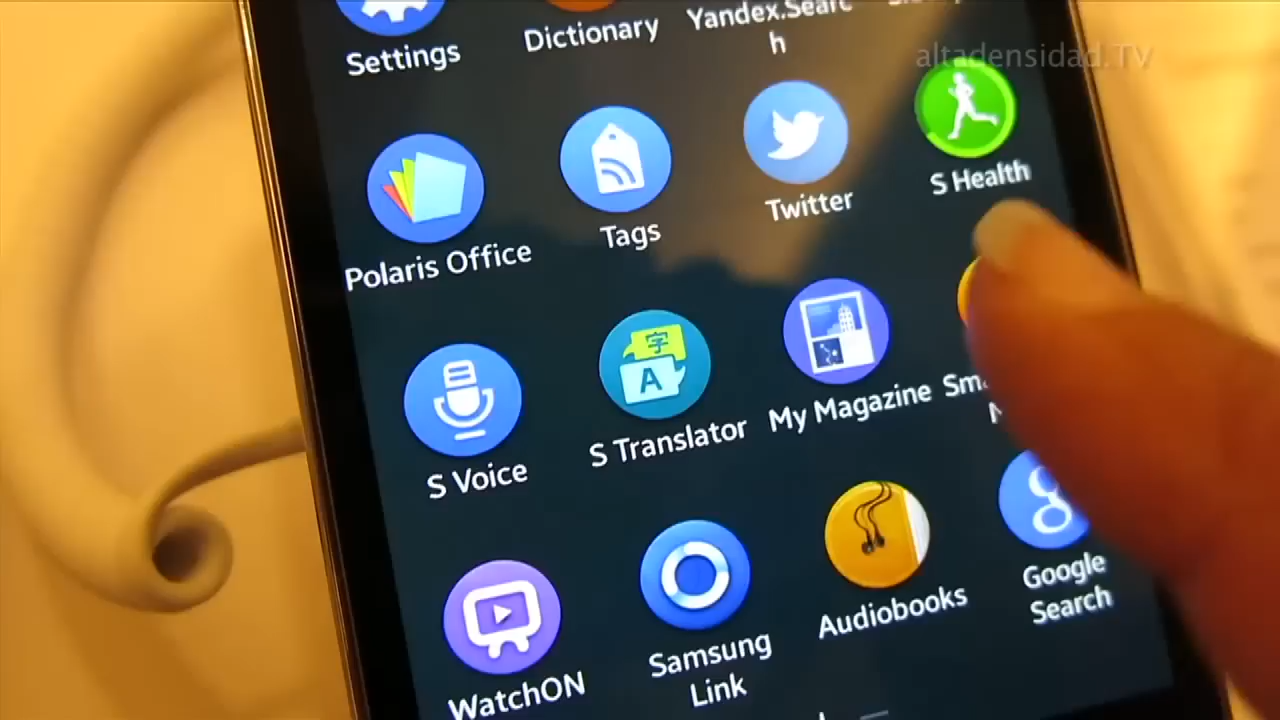 altadensidad.TV
Settings
Dictionary
Yandex.Search
Polaris Office
Tags
Twitter
S Health
字
A
S Voice
S Translator
My Magazine
WatchON
Samsung
Link
Audiobooks
g
Google
Search